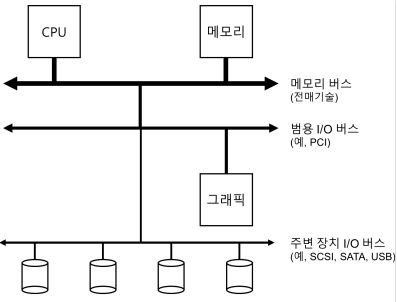 CPU
메모리
메모리 버스
(전매기술)
범용 I/O 버스
(예, PCI)
그래픽
주변 장치 I/O 버스
(예, SCSI, SATA, USB)